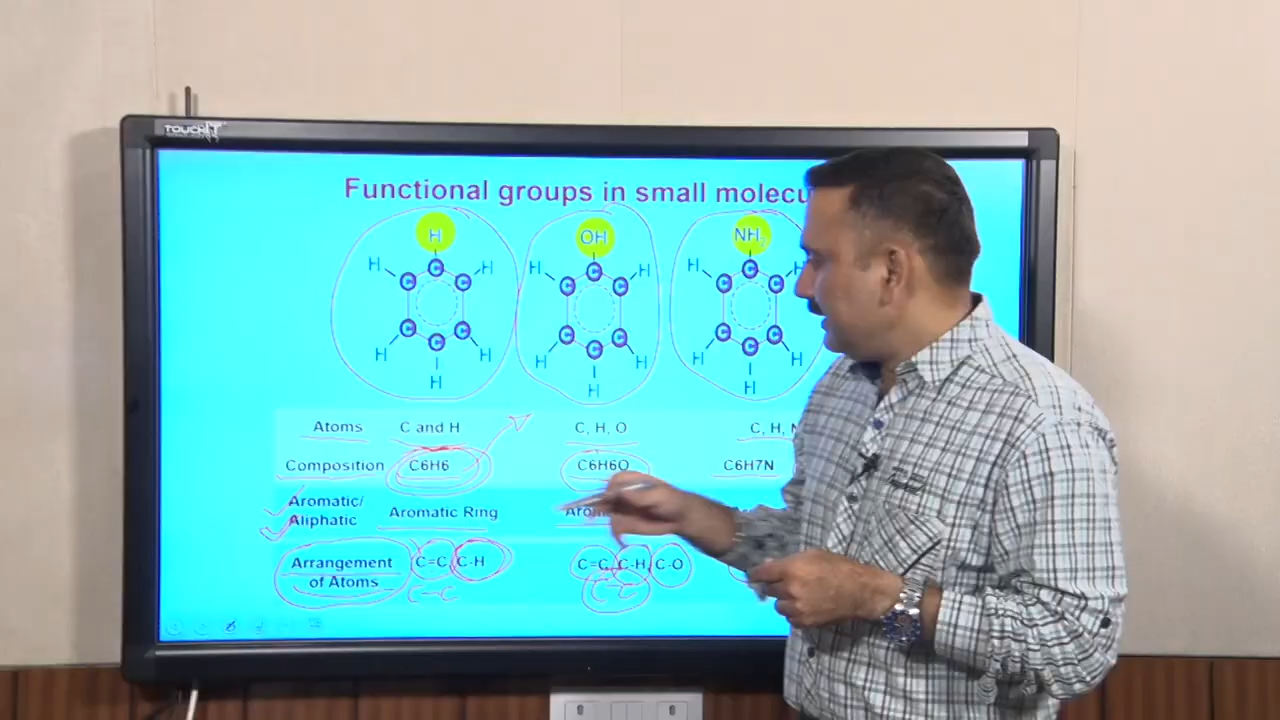 TOUCHIT
Functional groups in small
H OH NH2
H C H H C H H C H
C C C C C C
C C C C C C
H C H H C H H C H
H H H
Atoms C and H C, H, O C, H, N
Composition C6H6 C6H6O C6H7N
Aromatic/
Aliphatic Aromatic Ring
Arrangement C=C, C-H C=C, C-H, C-O
of Atoms C-C C-C